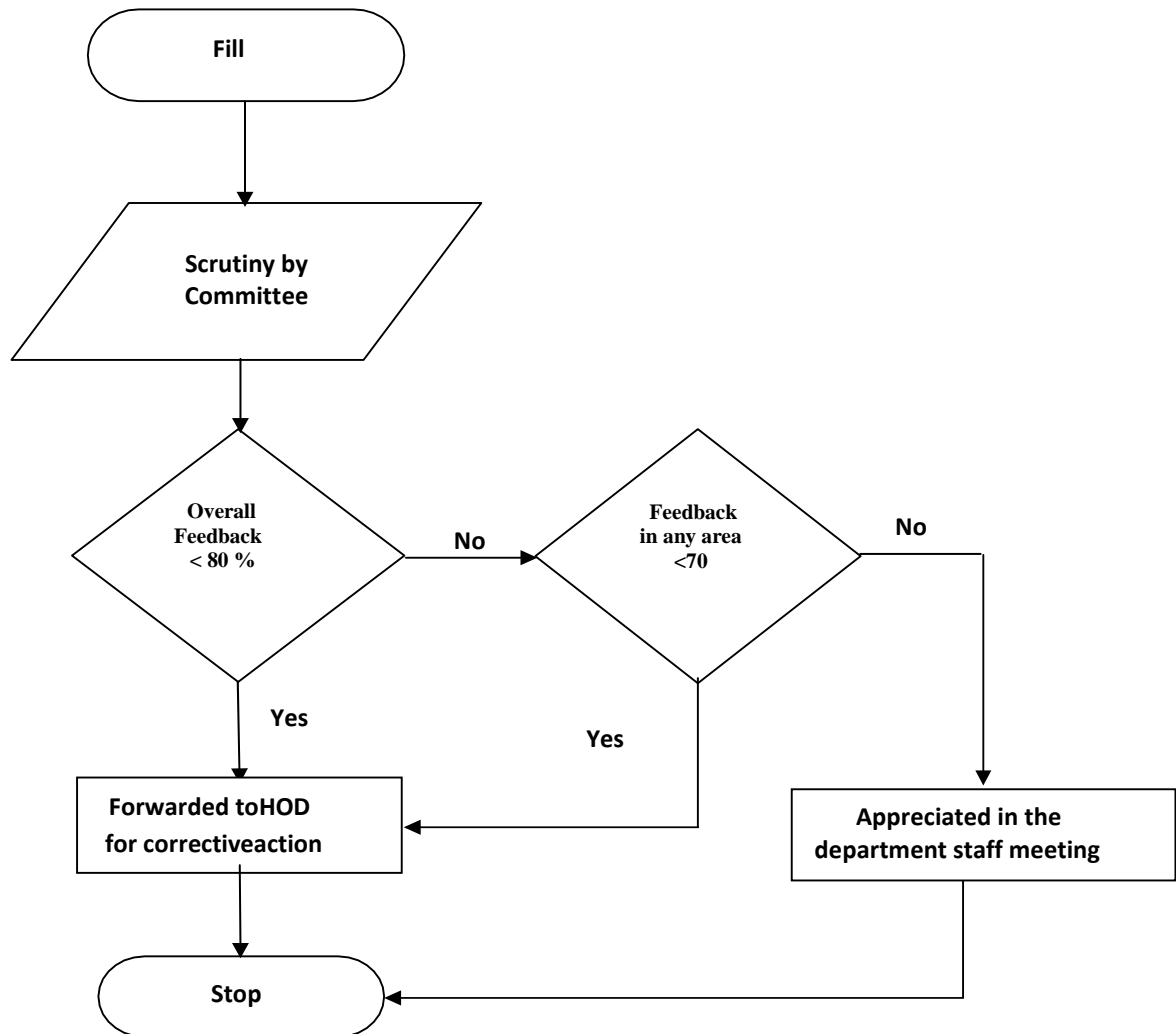 Fill
Scrutiny by
Committee
Overall
Feedback
< 80 %
No
Feedback
in any area
<70
No
Yes
Yes
Forwarded toHOD
for correctiveaction
Appreciated in the
department staff meeting
Stop